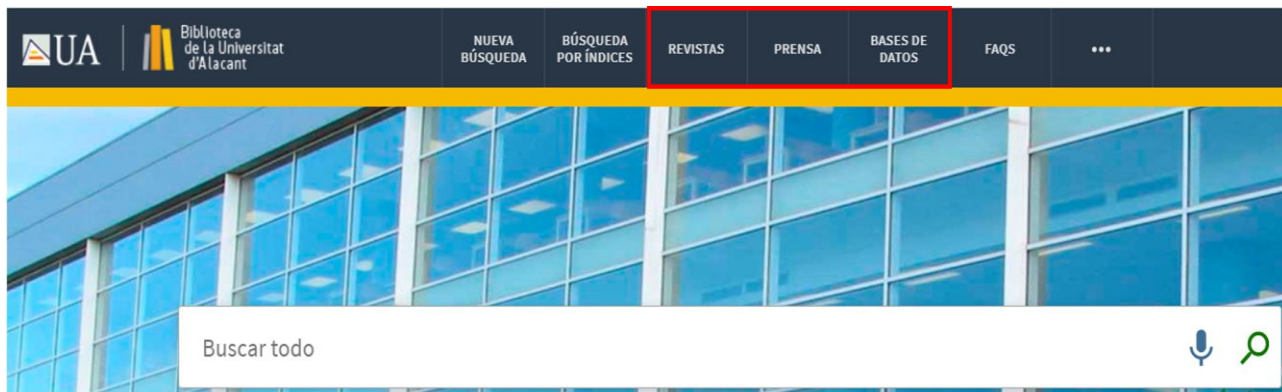 UA
Biblioteca
de la Universitat
d'Alacant
NUEVA
BÚSQUEDA
BÚSQUEDA
POR ÍNDICES
REVISTAS
PRENSA
BASES DE
DATOS
FAQS
•••
Buscar todo